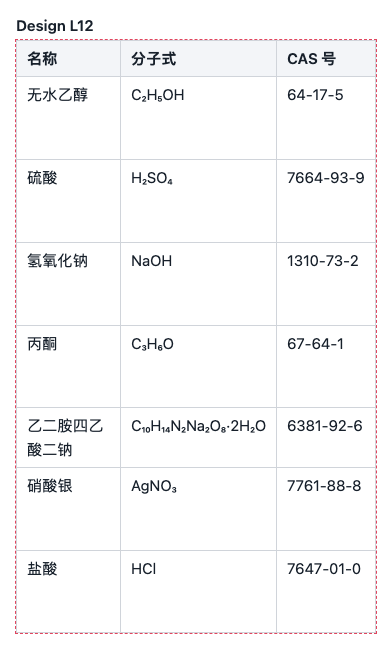 Design L12
名称 分子式 CAS 号
无水乙醇 C₂H₅OH 64-17-5
硫酸 H₂SO₄ 7664-93-9
氢氧化钠 NaOH 1310-73-2
丙酮 C₃H₆O 67-64-1
乙二胺四乙 C₁₀H₁₄N₂Na₂O₈·2H₂O 6381-92-6
酸二钠
硝酸银 AgNO₃ 7761-88-8
盐酸 HCl 7647-01-0